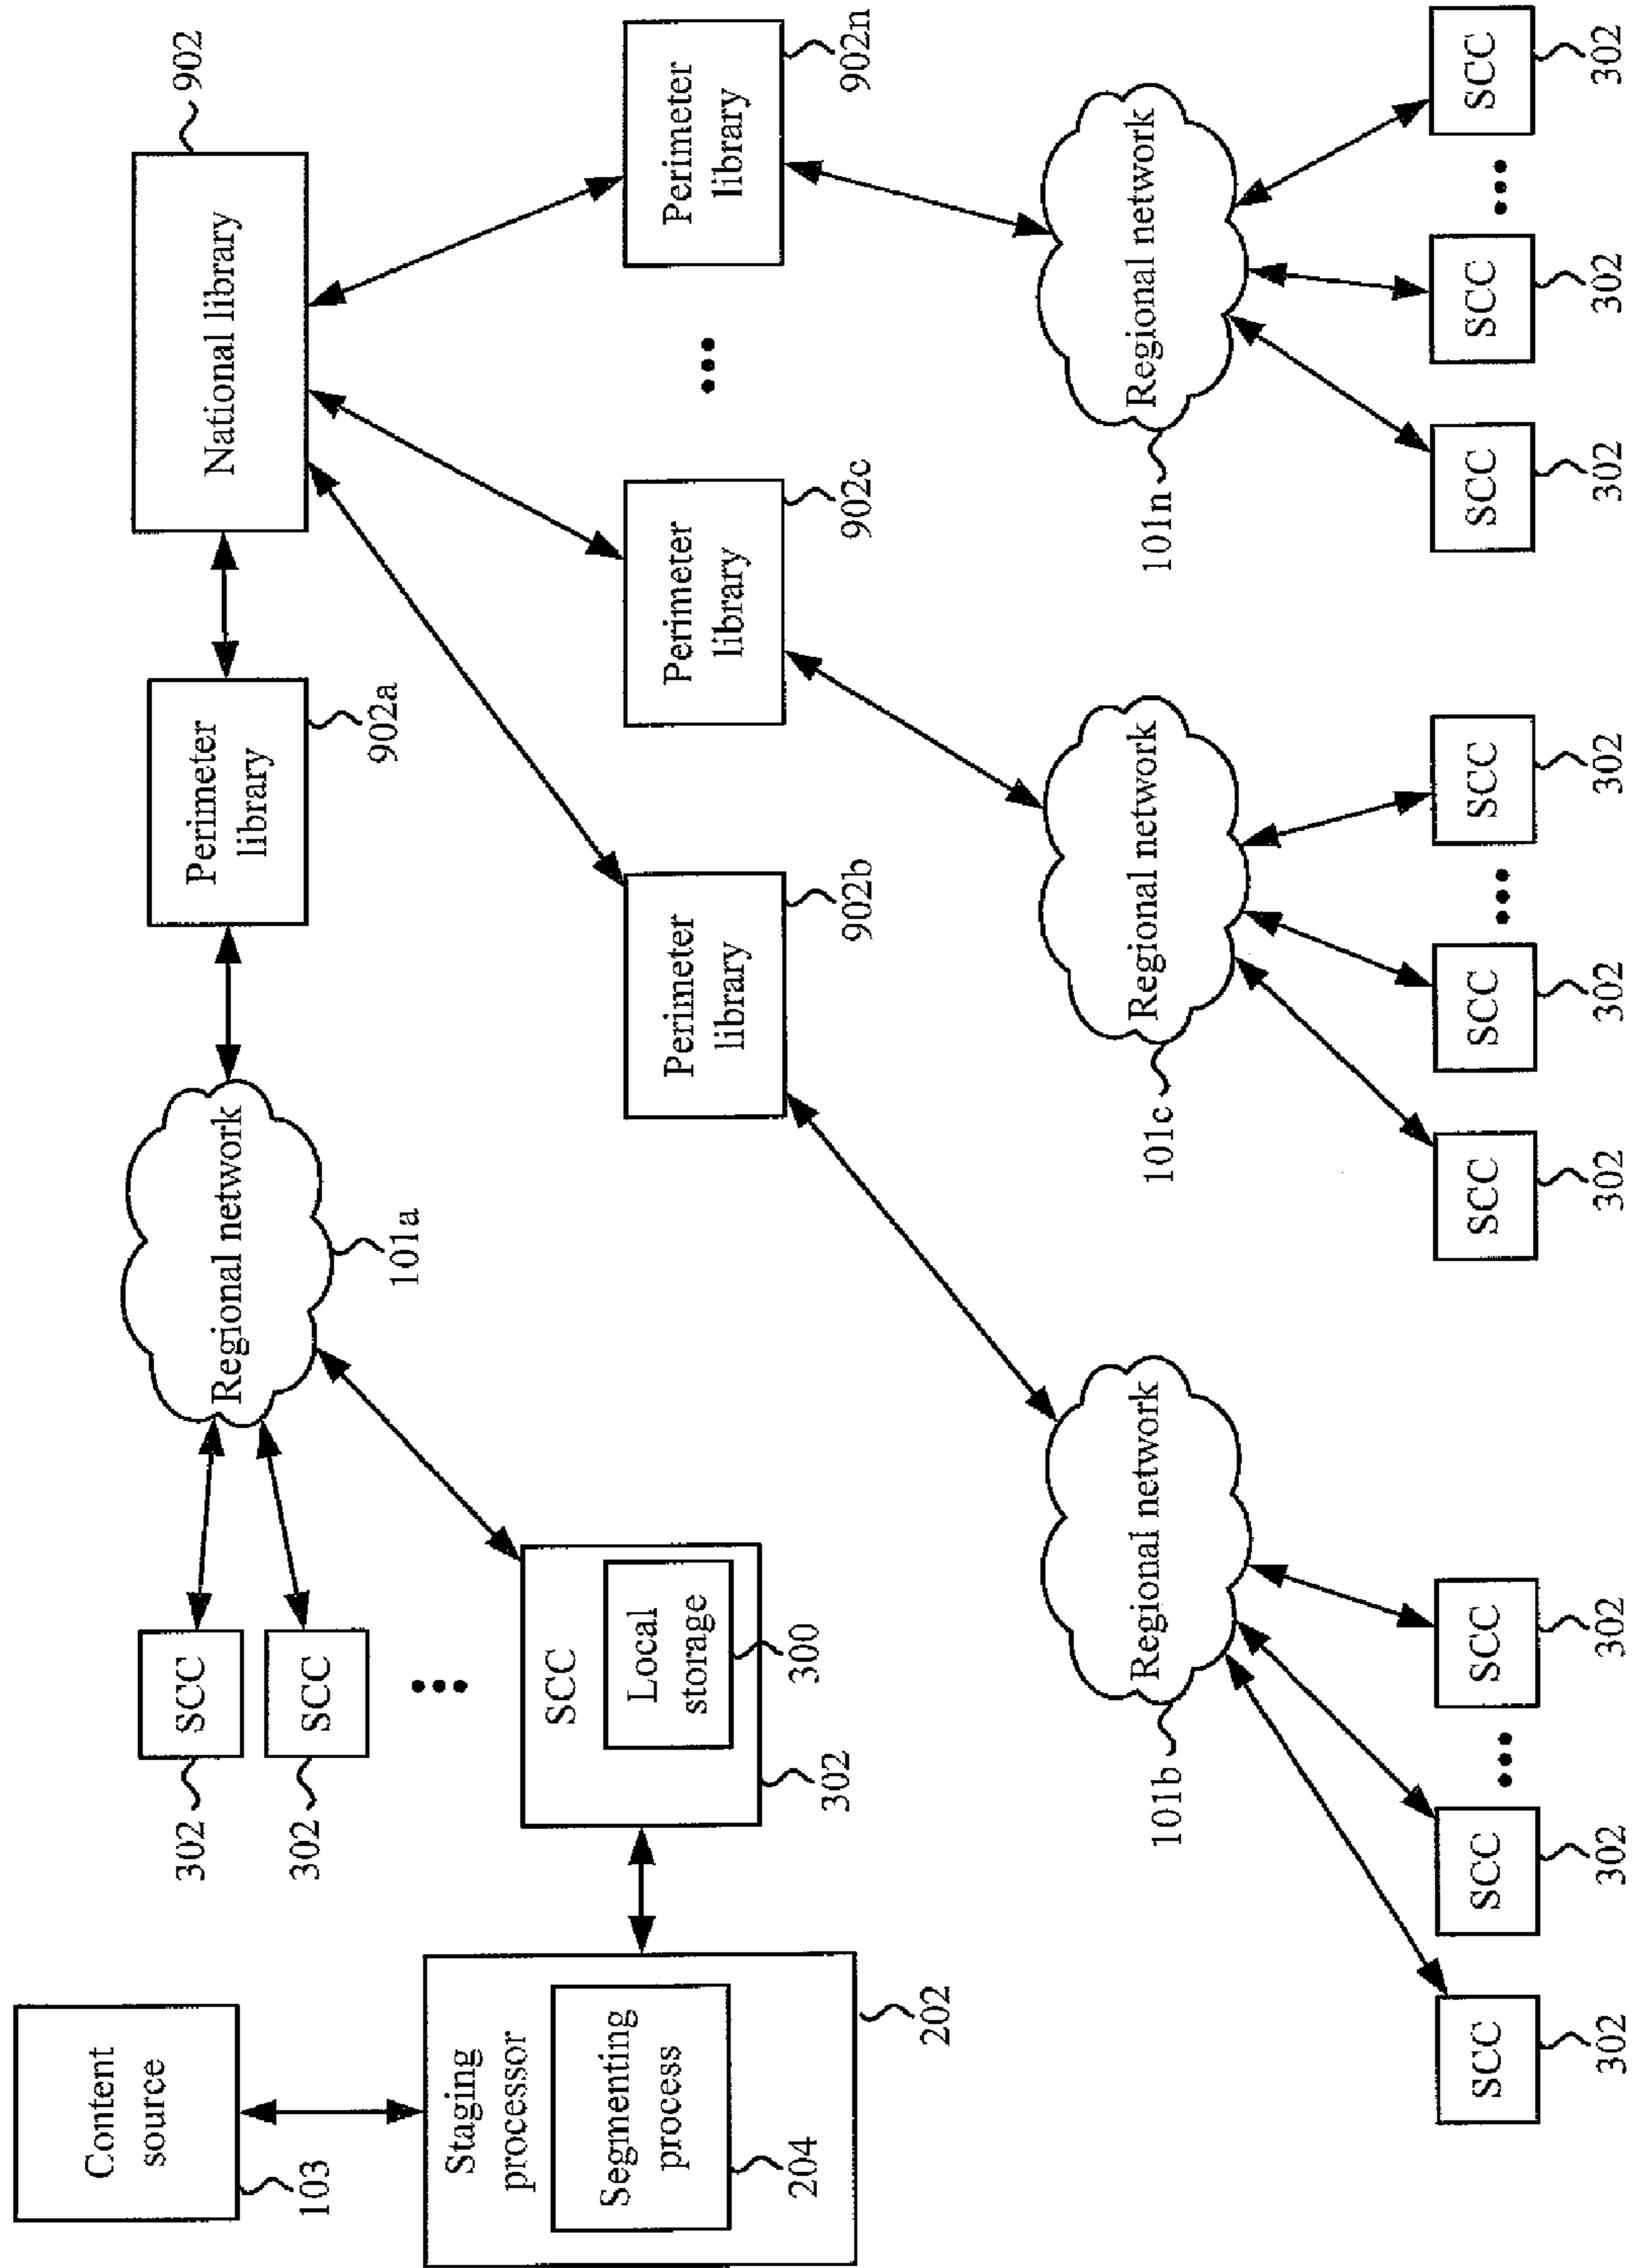 Content
source
103
Staging
processor
Segmenting
process
204
202
SCC
302
SCC
302
SCC
Local
storage
300
302
Regional network
101a
Perimeter
library
902a
National library
902
Perimeter
library
902b
Perimeter
library
902c
Perimeter
library
902n
Regional network
101b
Regional network
101c
Regional network
101n
SCC
302
SCC
302
SCC
302
SCC
302
SCC
302
SCC
302
SCC
302
SCC
302
SCC
302